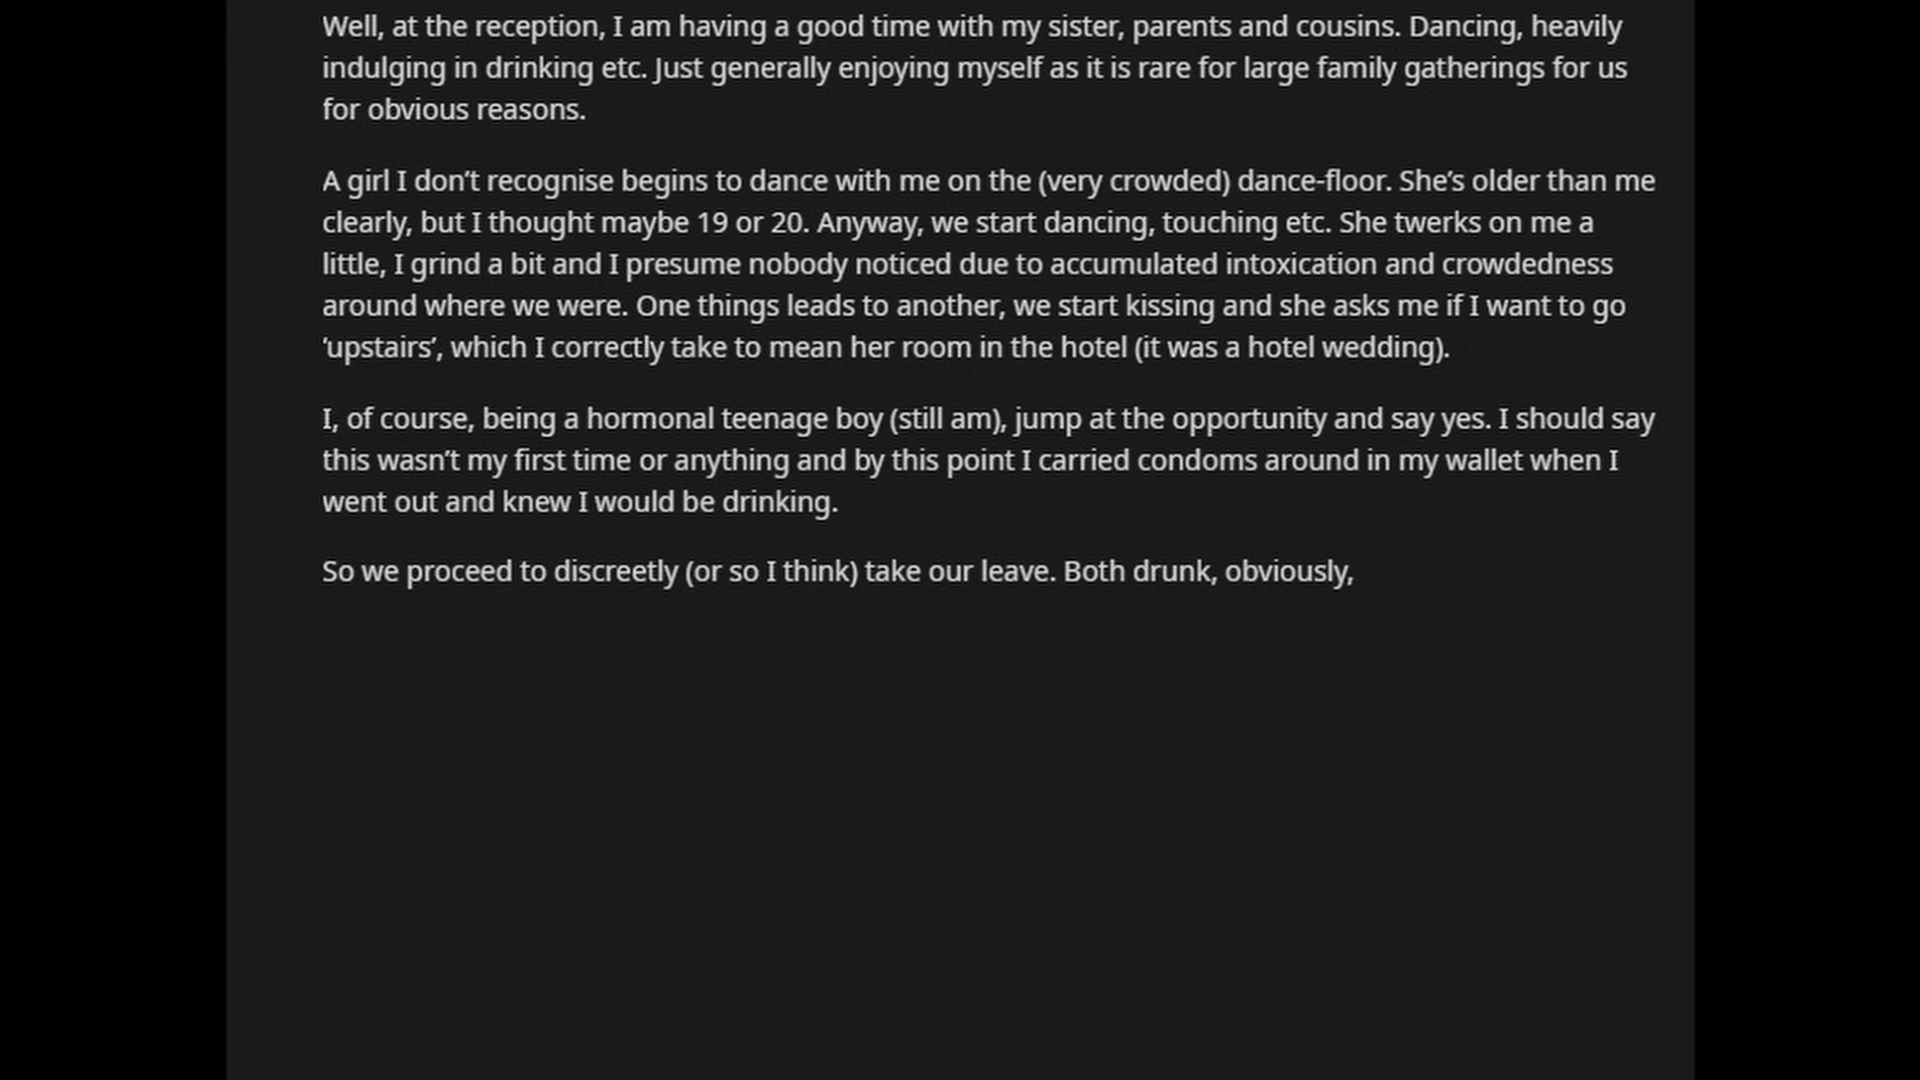 Well, at the reception, I am having a good time with my sister, parents and cousins. Dancing, heavily
indulging in drinking etc. Just generally enjoying myself as it is rare for large family gatherings for us
for obvious reasons.
A girl I don’t recognise begins to dance with me on the (very crowded) dance-floor. She’s older than me
clearly, but I thought maybe 19 or 20. Anyway, we start dancing, touching etc. She twerks on me a
little, I grind a bit and I presume nobody noticed due to accumulated intoxication and crowdedness
around where we were. One things leads to another, we start kissing and she asks me if I want to go
‘upstairs’, which I correctly take to mean her room in the hotel (it was a hotel wedding).
I, of course, being a hormonal teenage boy (still am), jump at the opportunity and say yes. I should say
this wasn’t my first time or anything and by this point I carried condoms around in my wallet when I
went out and knew I would be drinking.
So we proceed to discreetly (or so I think) take our leave. Both drunk, obviously,